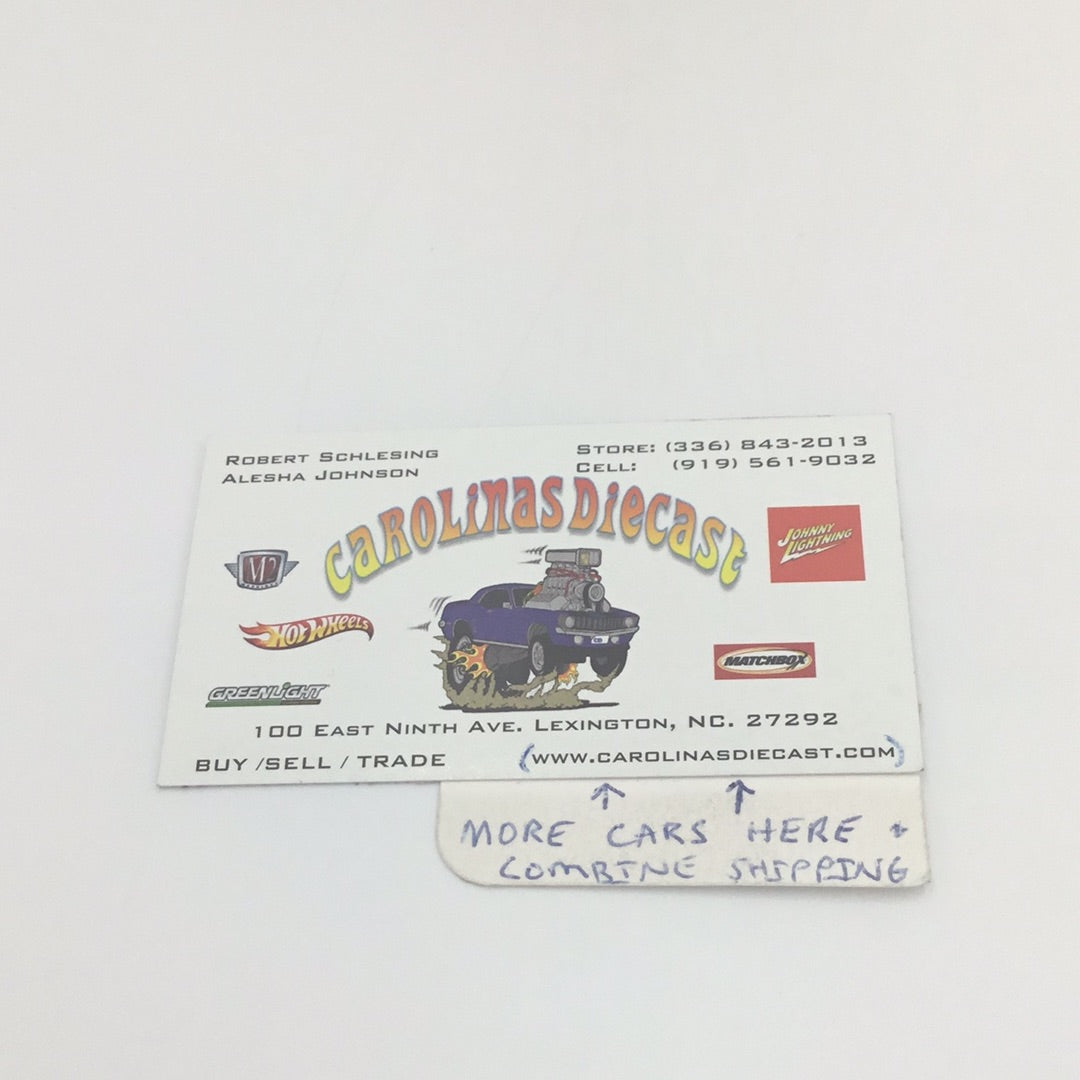 ROBERT SCHLESING
ALESHA JOHNSON
STORE: (336) 843-2013
CELL: (919) 561-9032
CAROLINAS DIECAST
M2
JOHNNY LIGHTNING
HOT WHEELS
MATCHBOX
GREENLIGHT
100 EAST NINTH AVE. LEXINGTON, NC. 27292
BUY /SELL / TRADE (WWW.CAROLINASDIECAST.COM)
↑ ↑
MORE CARS HERE +
COMBINE SHIPPING